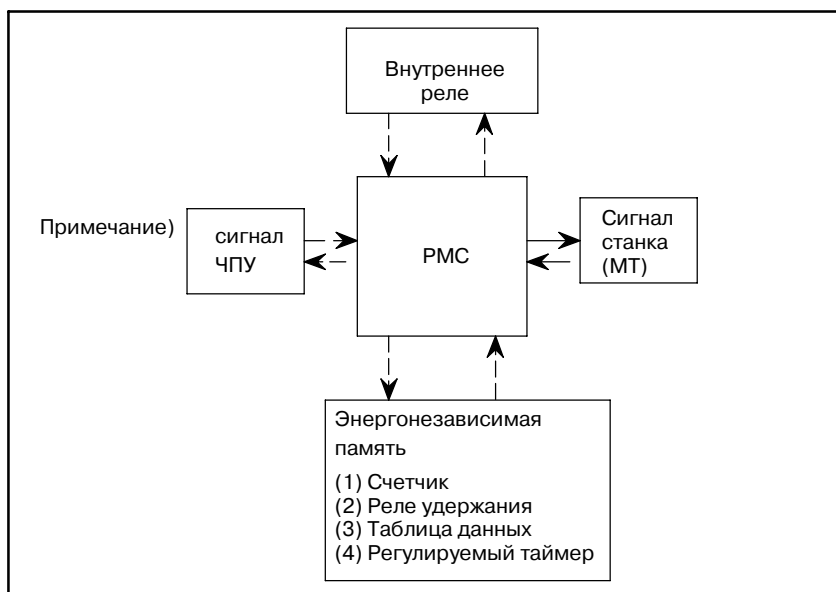 Внутреннее
реле
Примечание)
сигнал
ЧПУ
PMC
Сигнал
станка
(MT)
Энергонезависимая
память
(1) Счетчик
(2) Реле удержания
(3) Таблица данных
(4) Регулируемый таймер